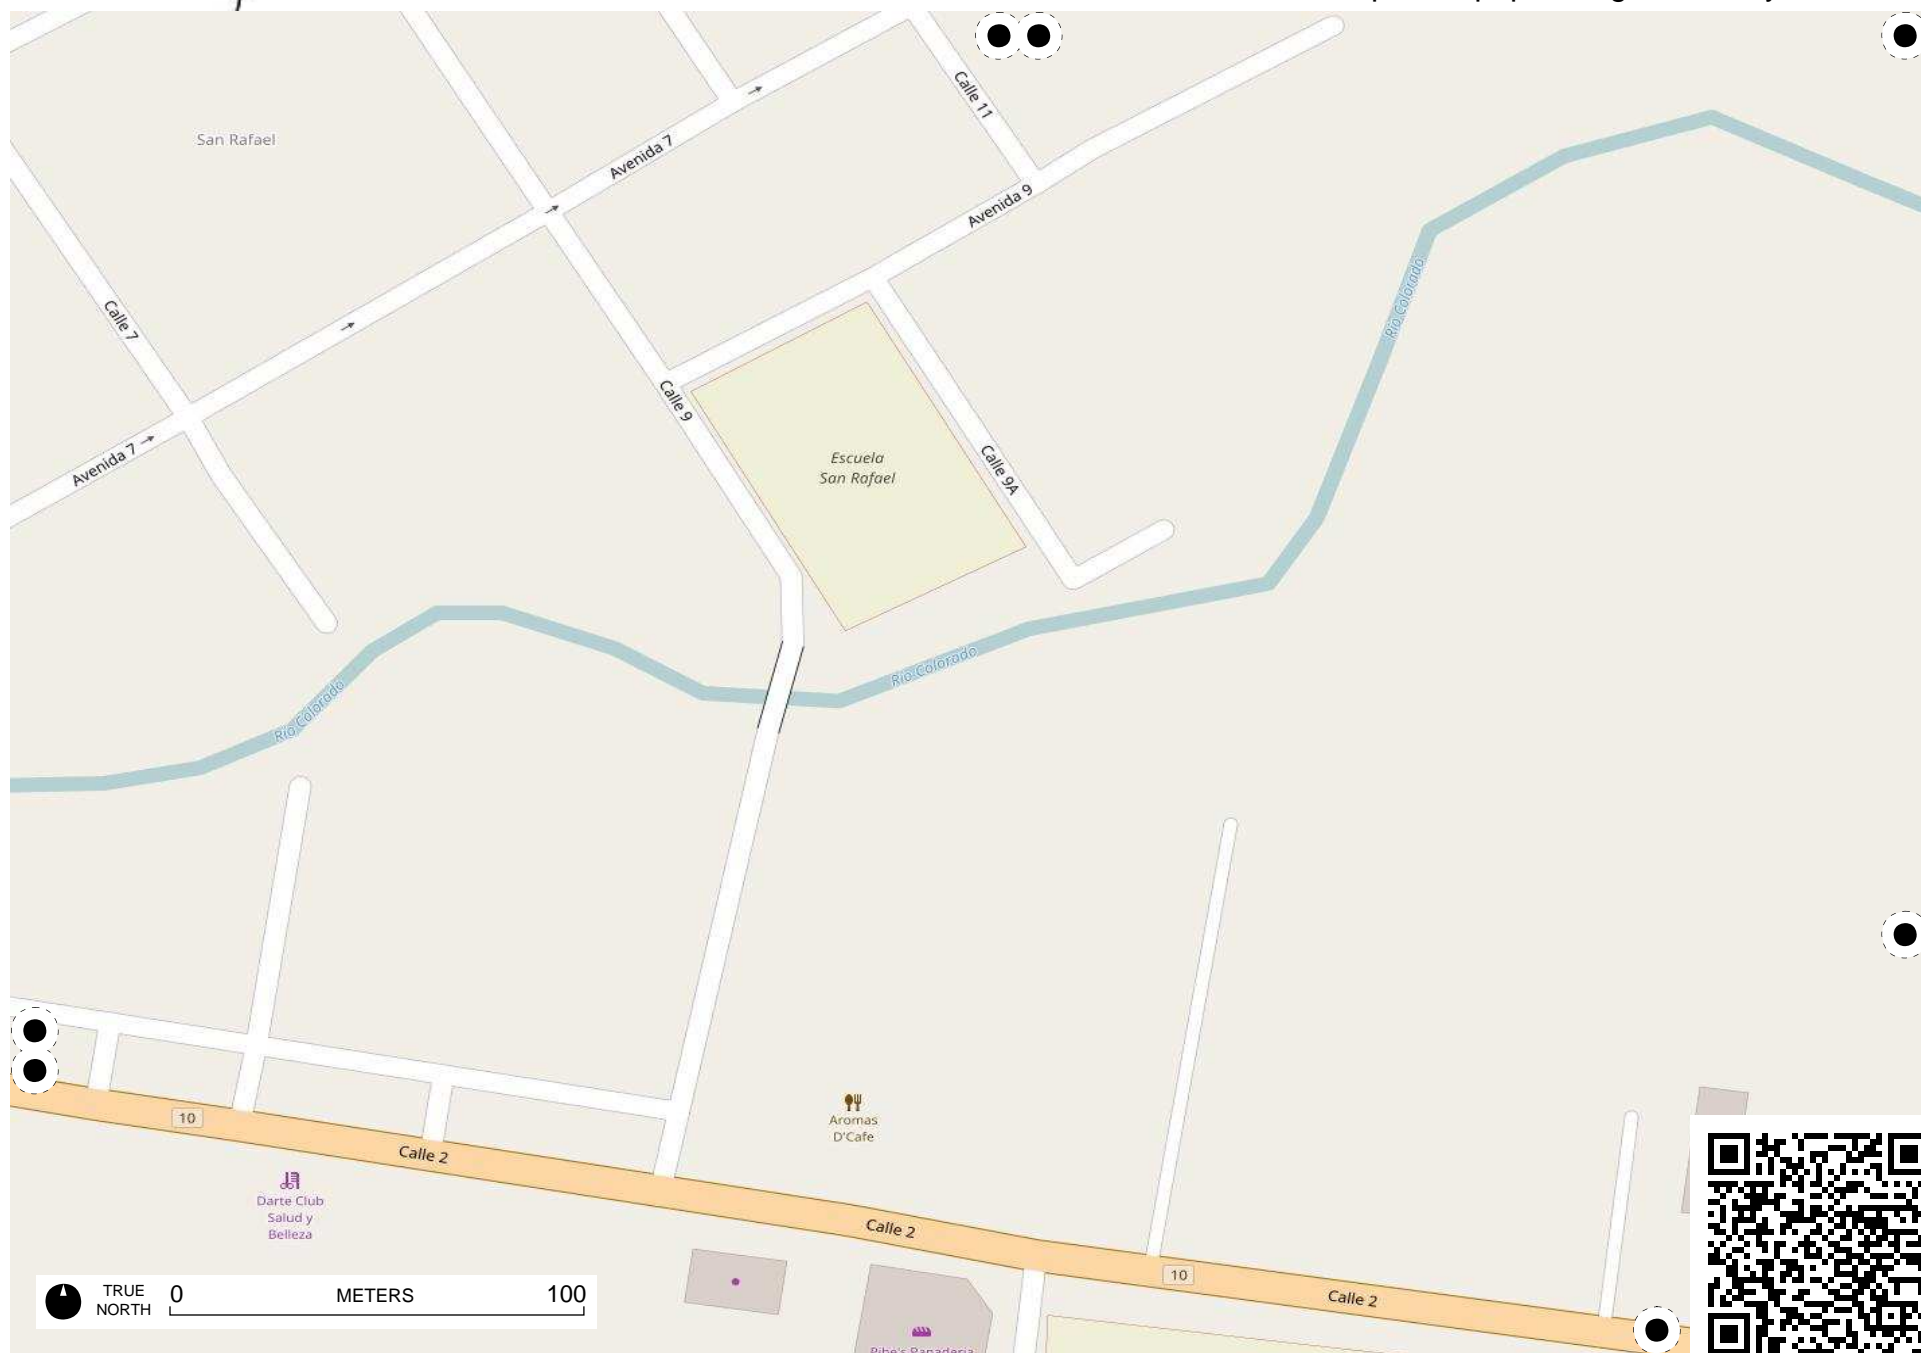 Calle 11
San Rafael
Avenida 7
Avenida 9
Calle 7
Río Colorado
Calle 9
Avenida 7
Escuela
San Rafael
Calle 9A
Río Colorado
Río Colorado
10
Aromas
D'Cafe
Calle 2
Darte Club
Salud y
Belleza
Calle 2
10
Calle 2
TRUE
NORTH
0
METERS
100